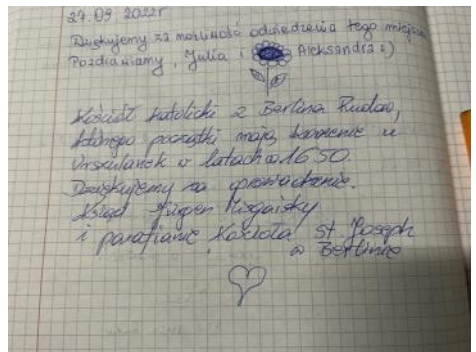 27.09 2022r
Dziękujemy za możliwość odwiedzenia tego miejsca
Pozdrawiamy, Julia i Aleksandra :)
Kościół katolicki z Berlina Rudow,
którego początki mają korzenie u
Urszulanek w latach 1650.
Dziękujemy za oprowadzenie.
Ksiądz Jürgen
i parafianie Kościoła St Joseph
w Berlinie